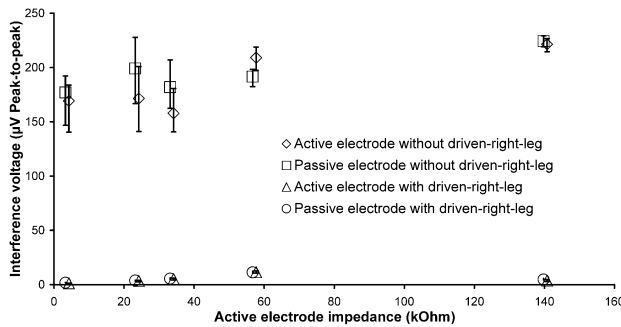 Interference voltage (µV Peak-to-peak)
250
200
150
100
50
0
Active electrode without driven-right-leg
Passive electrode without driven-right-leg
Active electrode with driven-right-leg
Passive electrode with driven-right-leg
0 20 40 60 80 100 120 140 160
Active electrode impedance (kOhm)